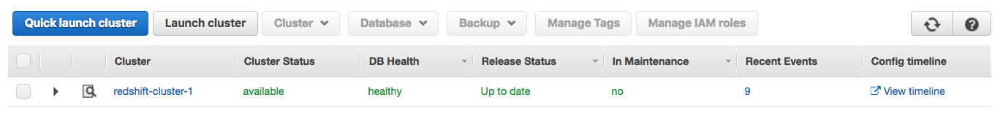 Quick launch cluster Launch cluster Cluster Database Backup Manage Tags Manage IAM roles
Cluster Cluster Status DB Health Release Status In Maintenance Recent Events Config timeline
redshift-cluster-1 available healthy Up to date no 9 View timeline